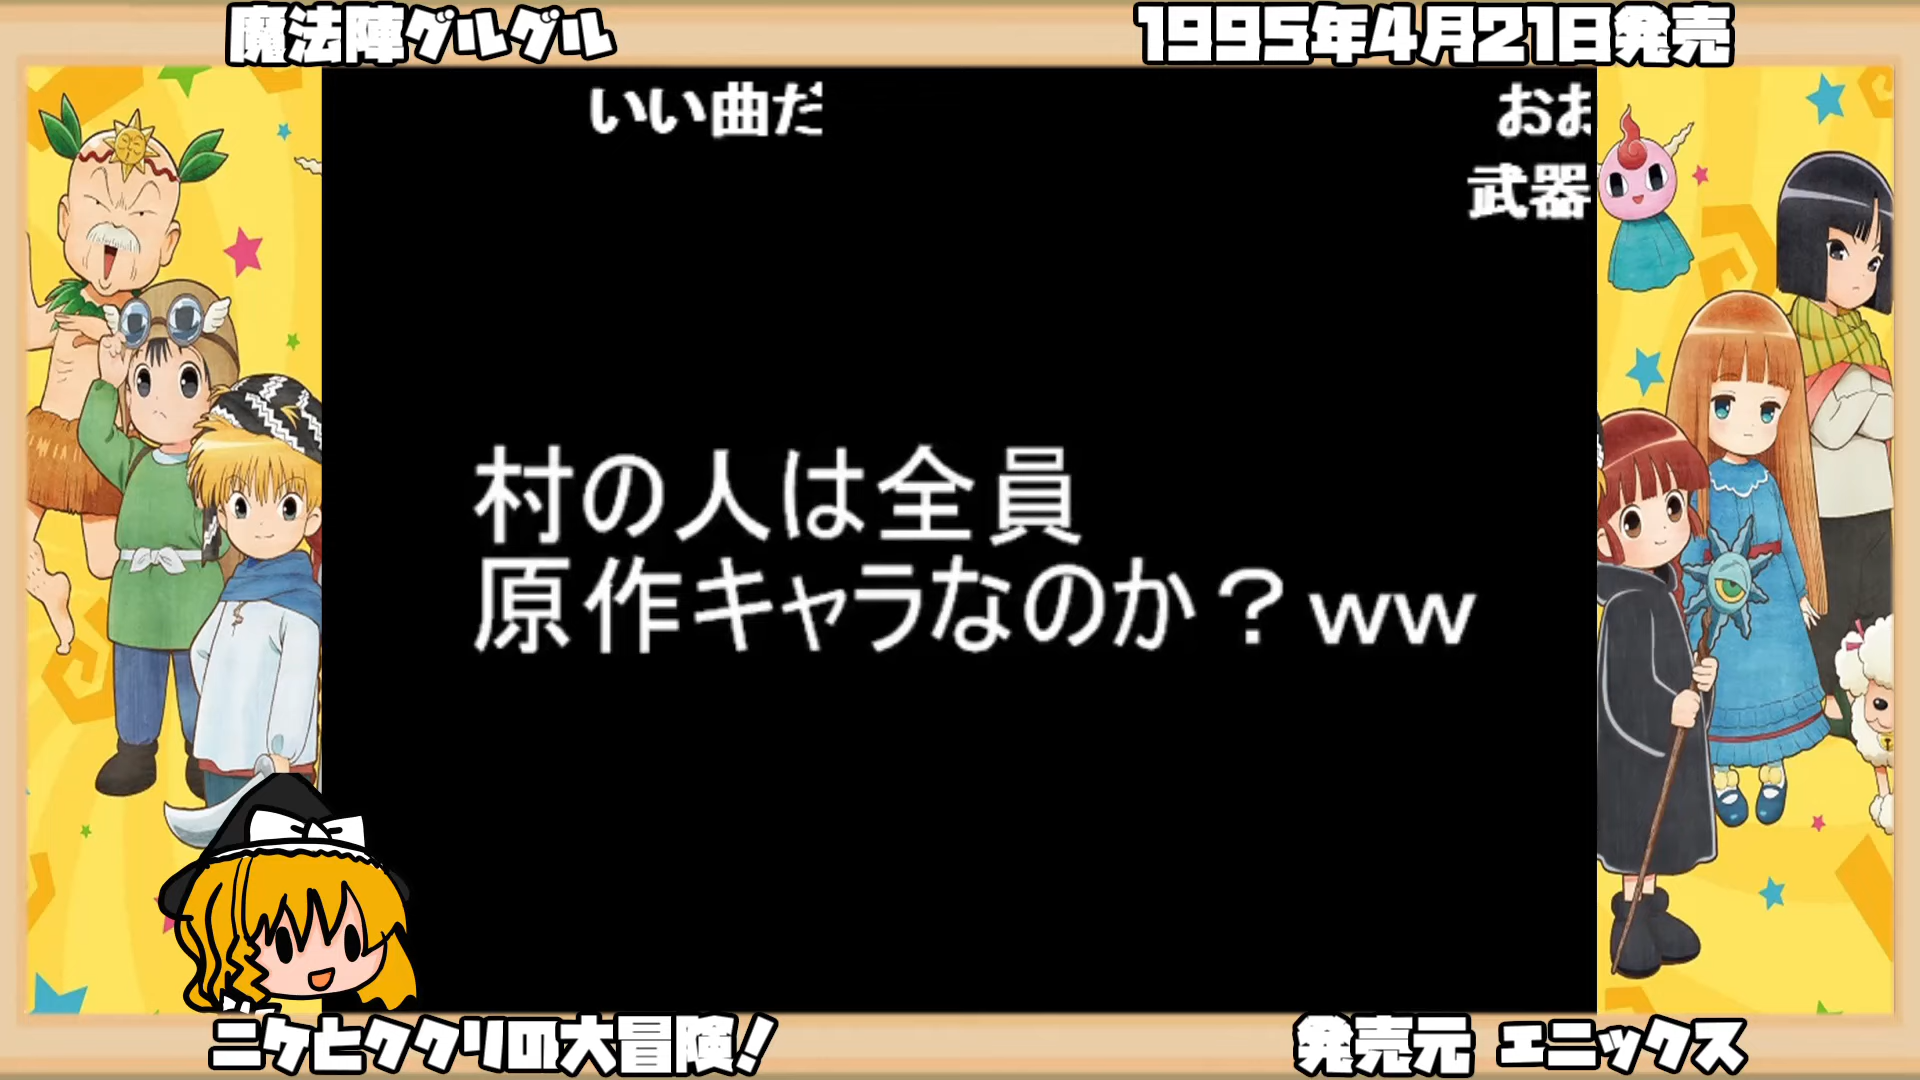 魔法陣グルグル
1995年4月21日発売
いい曲だ
おお
武器
村の人は全員
原作キャラなのか？ww
ニケとククリの大冒険！
発売元 エニックス